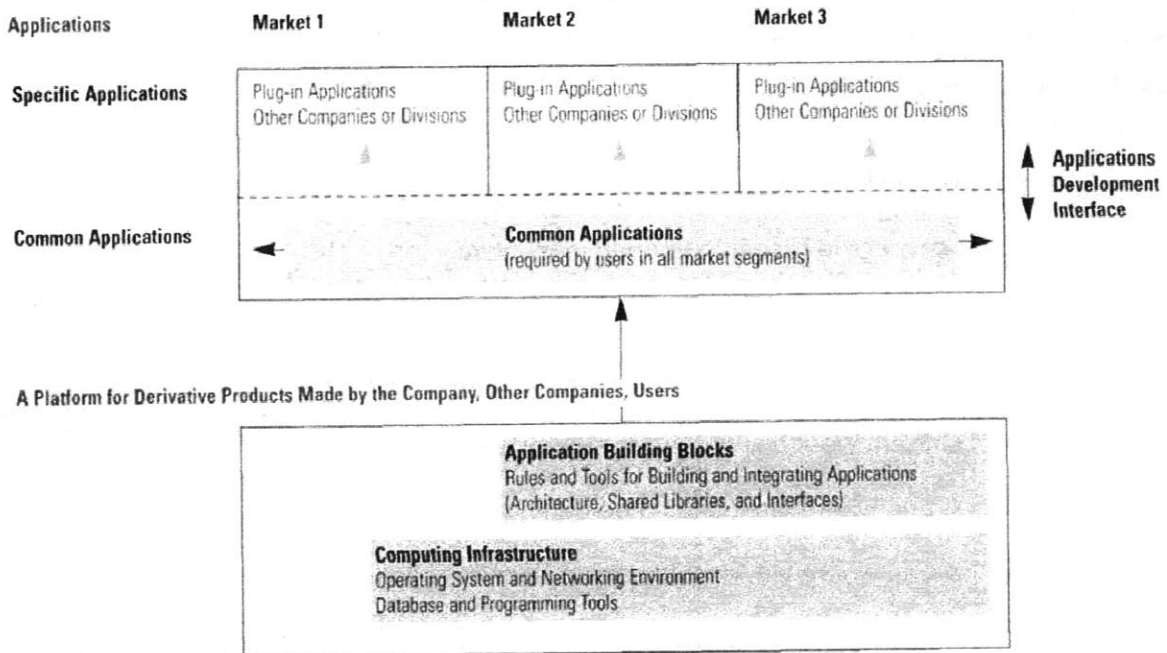 Applications
Market 1
Market 2
Market 3
Specific Applications
Plug-in Applications
Other Companies or Divisions
Plug-in Applications
Other Companies or Divisions
Plug-in Applications
Other Companies or Divisions
Applications
Development
Interface
Common Applications
Common Applications
(required by users in all market segments)
A Platform for Derivative Products Made by the Company, Other Companies, Users
Application Building Blocks
Rules and Tools for Building and Integrating Applications
(Architecture, Shared Libraries, and Interfaces)
Computing Infrastructure
Operating System and Networking Environment
Database and Programming Tools